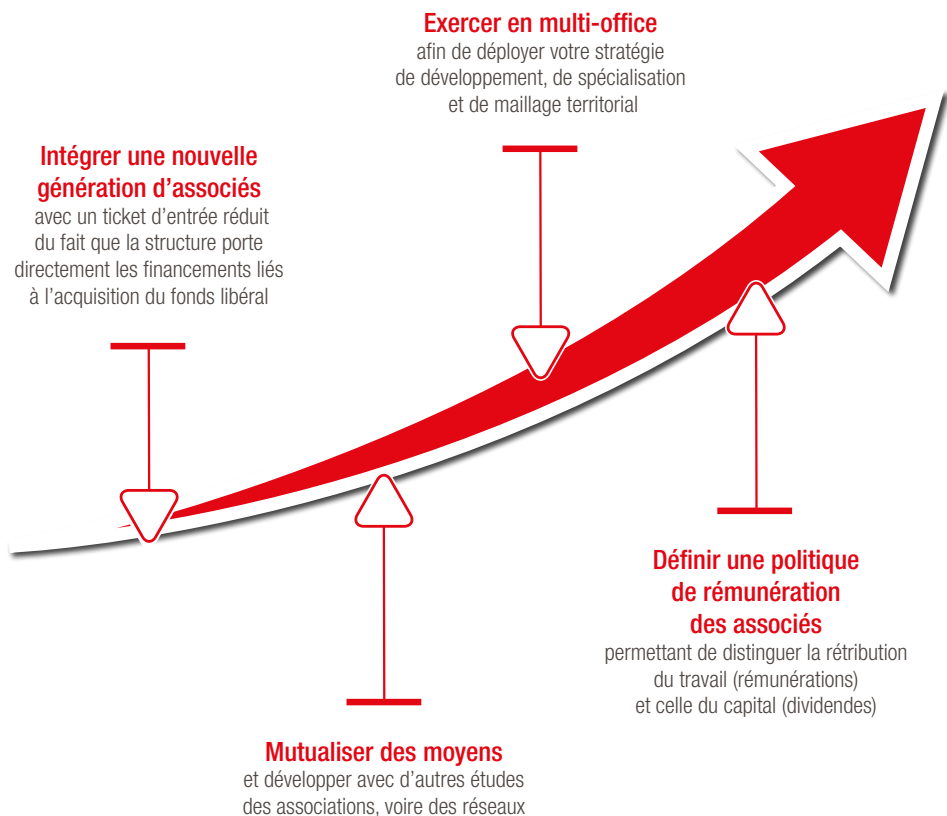 Exercer en multi-office
afin de déployer votre stratégie
de développement, de spécialisation
et de maillage territorial
Intégrer une nouvelle
génération d’associés
avec un ticket d’entrée réduit
du fait que la structure porte
directement les financements liés
à l’acquisition du fonds libéral
Définir une politique
de rémunération
des associés
permettant de distinguer la rétribution
du travail (rémunérations)
et celle du capital (dividendes)
Mutualiser des moyens
et développer avec d’autres études
des associations, voire des réseaux